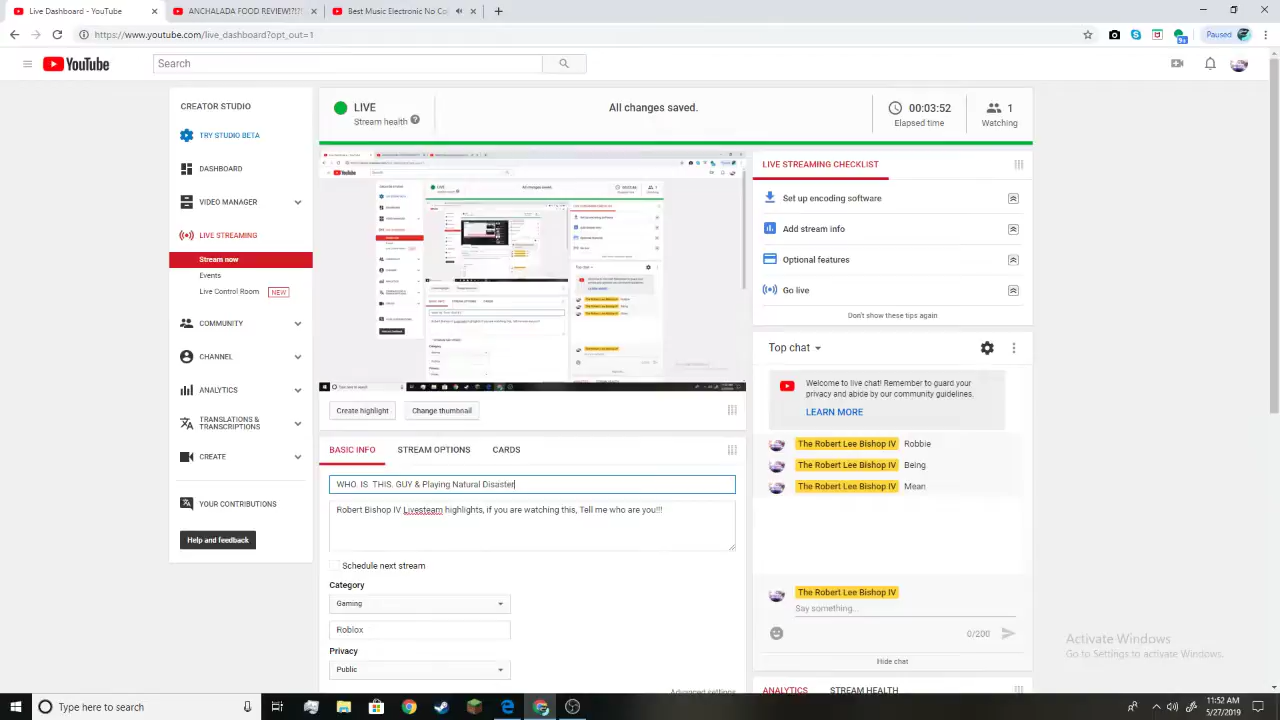 Live Dashboard - YouTube
ANCHALADA FOOD REVIEW!?!?
Best Music Electronic No Co
https://www.youtube.com/live_dashboard?opt_out=1
Paused
YouTube
Search
CREATOR STUDIO
TRY STUDIO BETA
DASHBOARD
VIDEO MANAGER
LIVE STREAMING
Stream now
Events
Live Control Room NEW
COMMUNITY
CHANNEL
ANALYTICS
TRANSLATIONS &
TRANSCRIPTIONS
CREATE
YOUR CONTRIBUTIONS
Help and feedback
LIVE
Stream health
All changes saved.
00:03:52
Elapsed time
1
Watching
Create highlight
Change thumbnail
BASIC INFO
STREAM OPTIONS
CARDS
WHO IS THIS. GUY & Playing Natural Disaster
Robert Bishop IV Livesteam highlights, if you are watching this, Tell me who are you!!!
Schedule next stream
Category
Gaming
Roblox
Privacy
Public
Advanced settings
LIVE STREAMING CHECKLIST
Set up encoding software
Add stream info
Optional features
Go live
Don't show these tips again
Top chat
Welcome to live chat! Remember to guard your
privacy and abide by our community guidelines.
LEARN MORE
The Robert Lee Bishop IV Robbie
The Robert Lee Bishop IV Being
The Robert Lee Bishop IV Mean
The Robert Lee Bishop IV
Say something...
0/200
Hide chat
ANALYTICS
STREAM HEALTH
Activate Windows
Go to Settings to activate Windows.
Type here to search
11:52 AM
5/27/2019